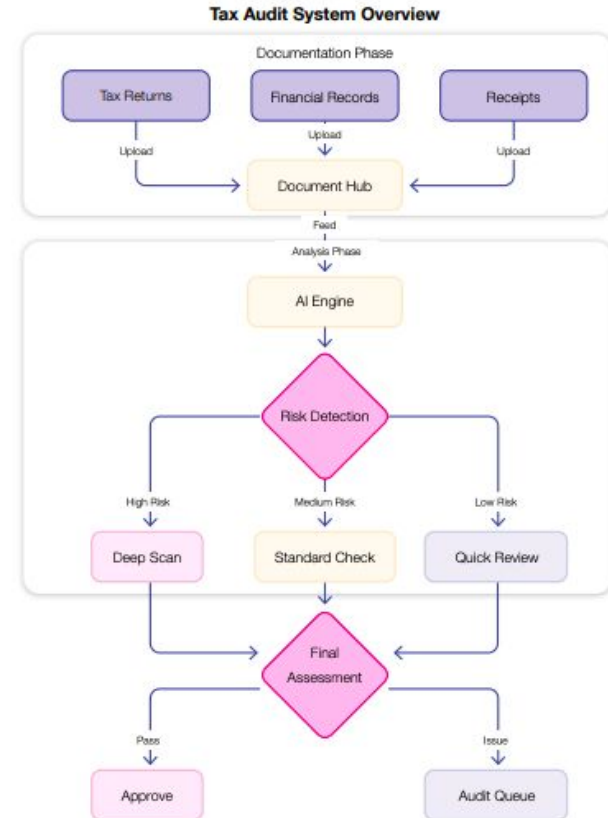 Tax Audit System Overview
Documentation Phase
Tax Returns
Financial Records
Receipts
Upload
Upload
Upload
Document Hub
Feed
Analysis Phase
AI Engine
Risk Detection
High Risk
Medium Risk
Low Risk
Deep Scan
Standard Check
Quick Review
Final
Assessment
Pass
Issue
Approve
Audit Queue